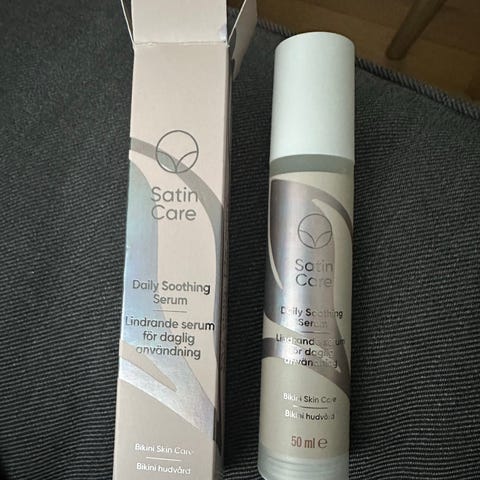 Satin
Care
Daily Soothing
Serum
Lindrande serum
för daglig
användning
Bikini Skin Care
Bikini hudvård
Satin
Care
Daily Soothing
Serum
Lindrande serum
för daglig
användning
Bikini Skin Care
Bikini hudvård
50 ml e